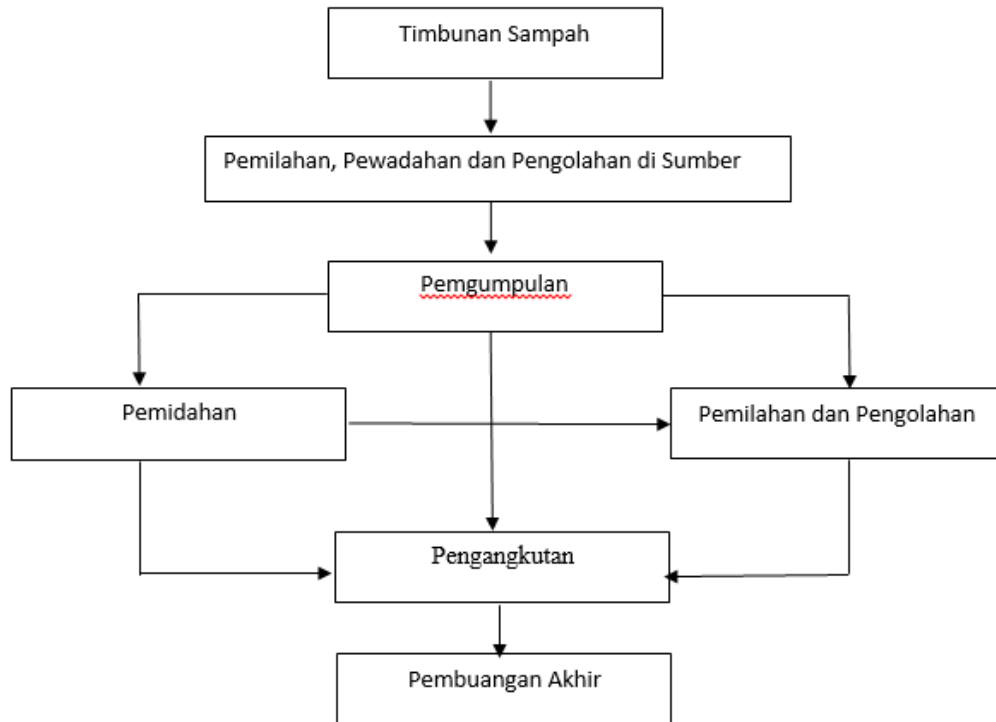 Timbunan Sampah
Pemilahan, Pewadahan dan Pengolahan di Sumber
Pemgumpulan
Pemidahan
Pemilahan dan Pengolahan
Pengangkutan
Pembuangan Akhir